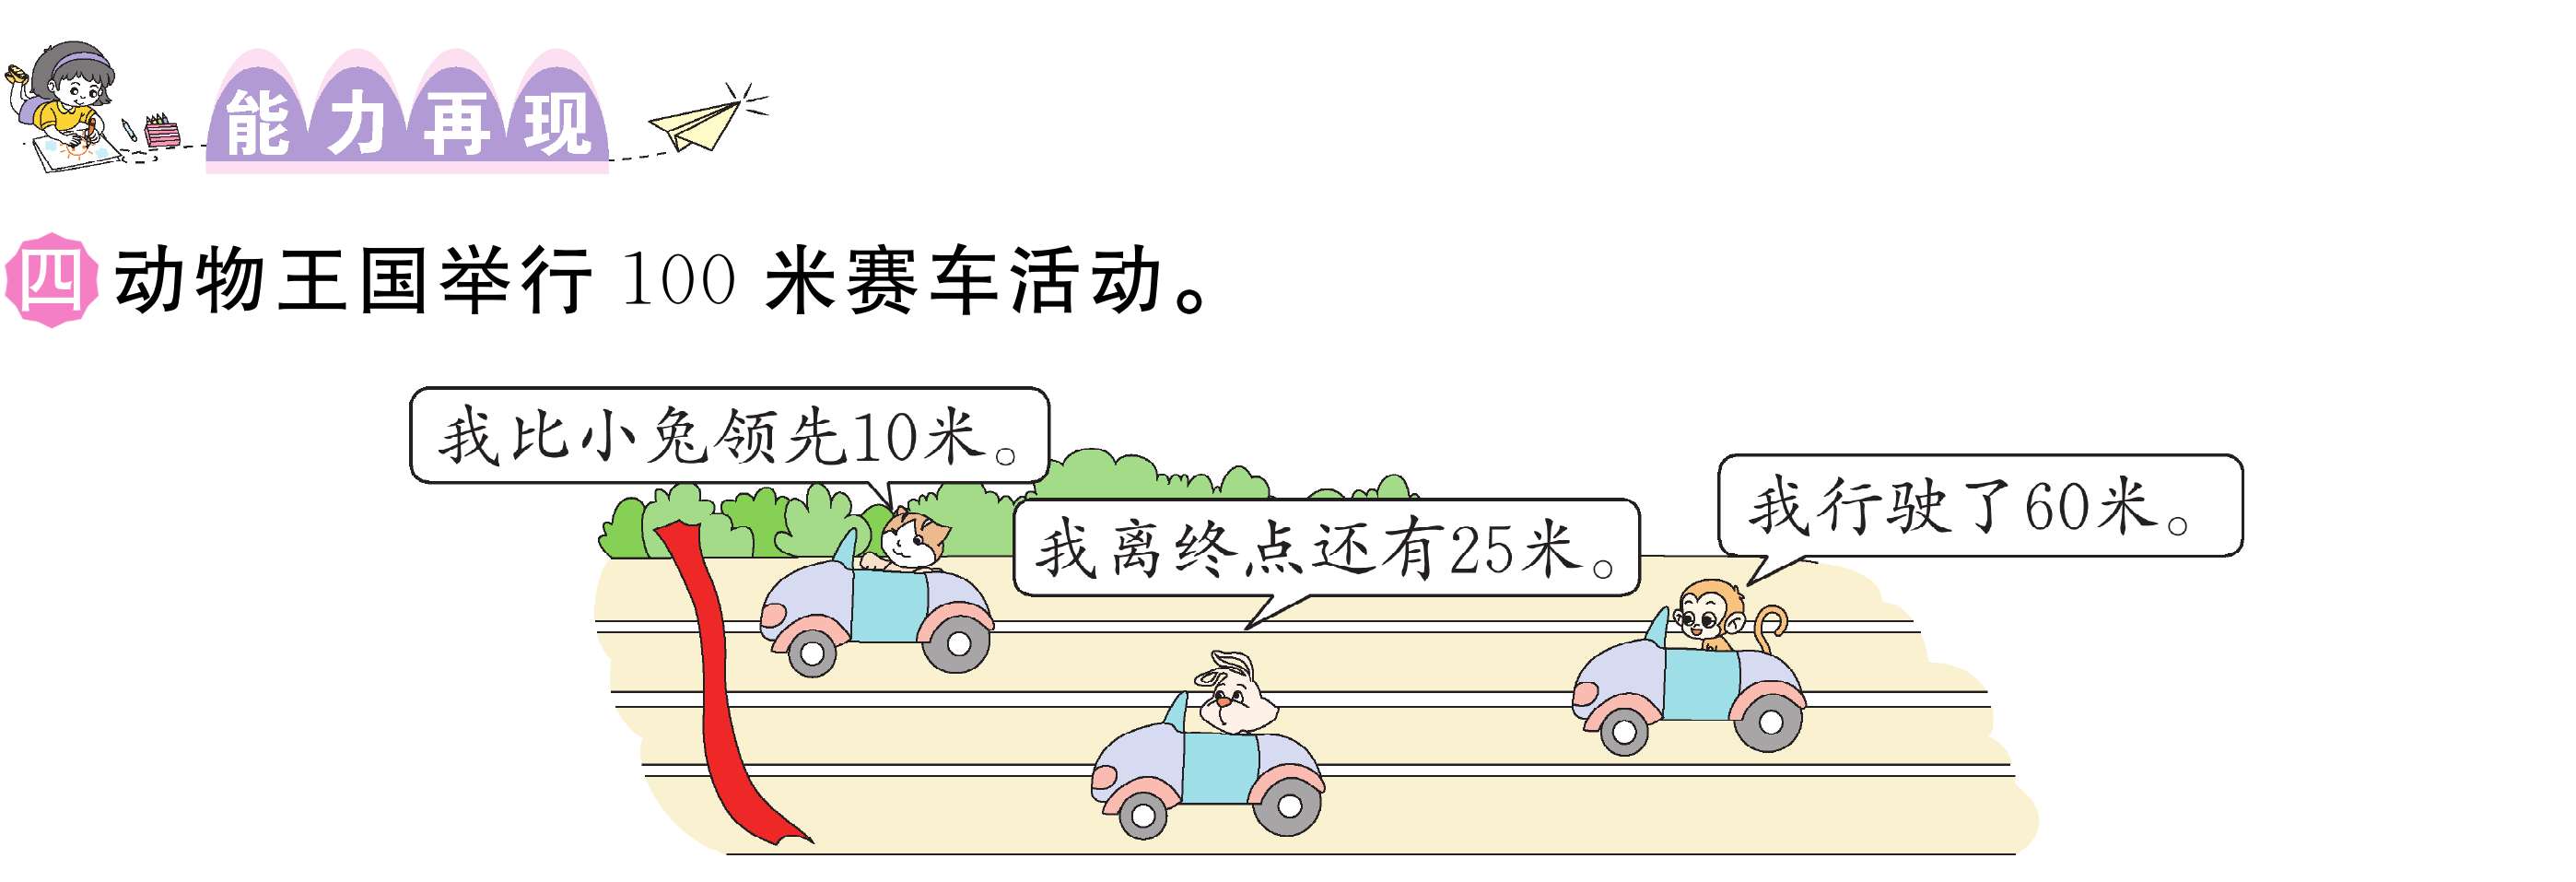 能力再现
四 动物王国举行 100 米赛车活动。
我比小兔领先10米。
我离终点还有25米。
我行驶了60米。